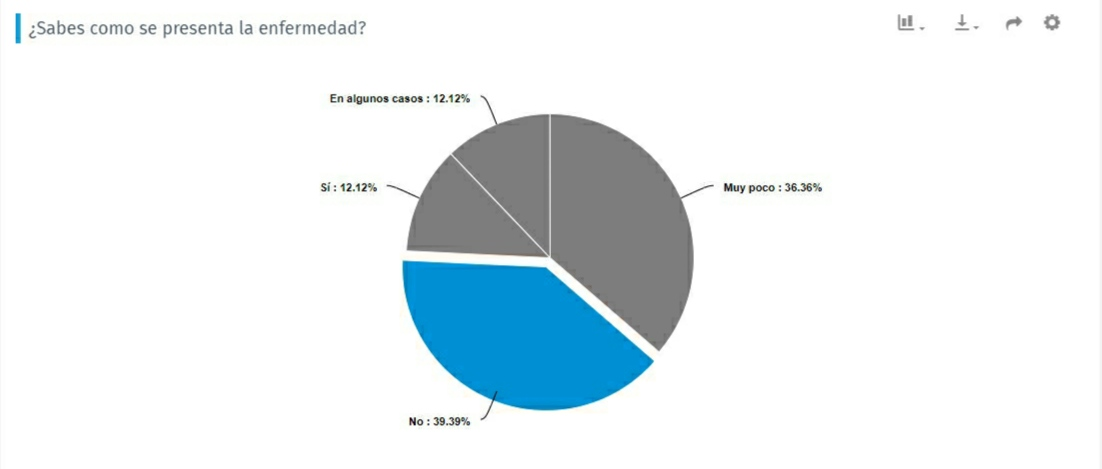 ¿Sabes como se presenta la enfermedad?
En algunos casos : 12.12%
Sí : 12.12%
Muy poco : 36.36%
No : 39.39%